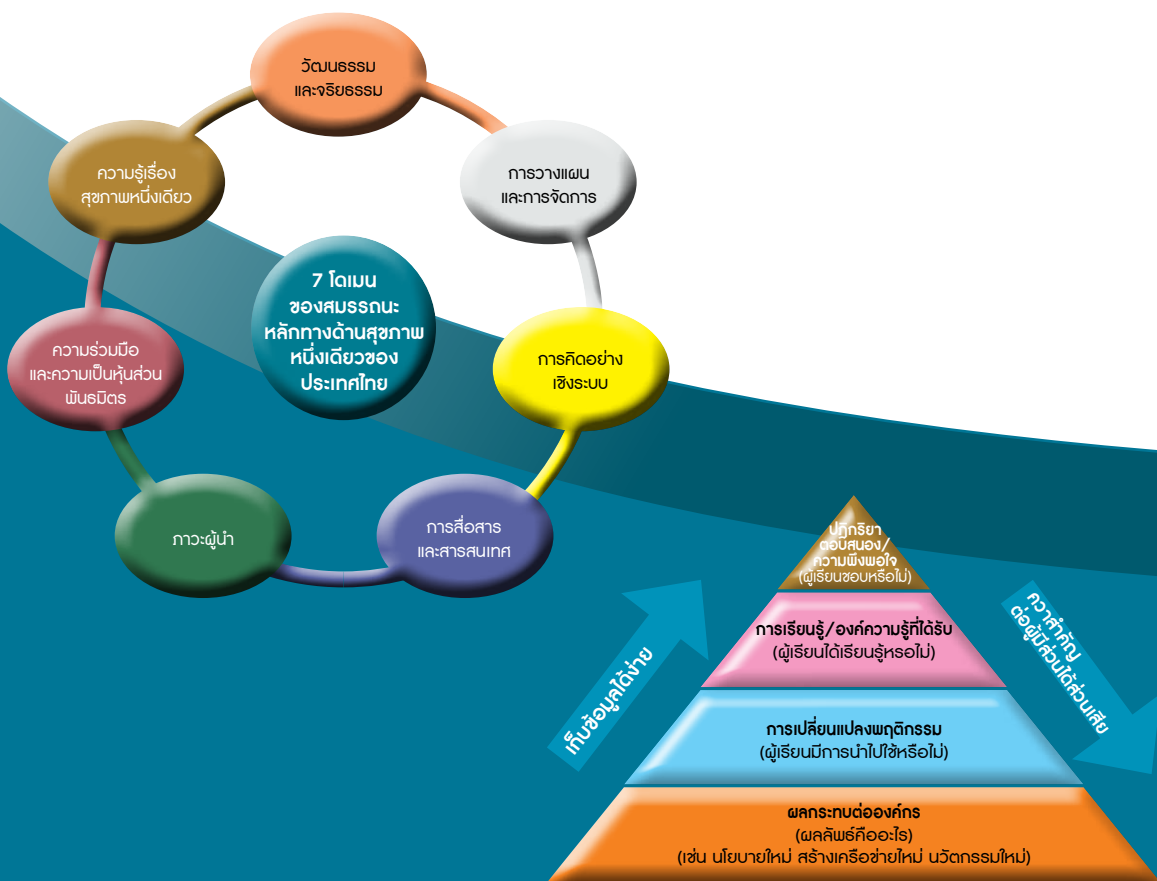 วัฒนธรรม
และจริยธรรม
ความรู้เรื่อง
สุขภาพหนึ่งเดียว
การวางแผน
และการจัดการ
7 โดเมน
ของสมรรถนะ
หลักทางด้านสุขภาพ
หนึ่งเดียวของ
ประเทศไทย
ความร่วมมือ
และความเป็นหุ้นส่วน
พันธมิตร
การคิดอย่าง
เชิงระบบ
ภาวะผู้นำ
การสื่อสาร
และสารสนเทศ
ปฏิกริยา
ตอบสนอง/
ความพึงพอใจ
(ผู้เรียนชอบหรือไม่)
การเรียนรู้/องค์ความรู้ที่ได้รับ
(ผู้เรียนได้เรียนรู้หรอไม่)
การเปลี่ยนแปลงพฤติกรรม
(ผู้เรียนมีการนำไปใช้หรือไม่)
ผลกระทบต่อองค์กร
(ผลลัพธ์คืออะไร)
(เช่น นโยบายใหม่ สร้างเครือข่ายใหม่ นวัตกรรมใหม่)
เก็บข้อมูลได้ง่าย
ควาสำคัญ
ต่อผู้มีส่วนได้ส่วนเสีย